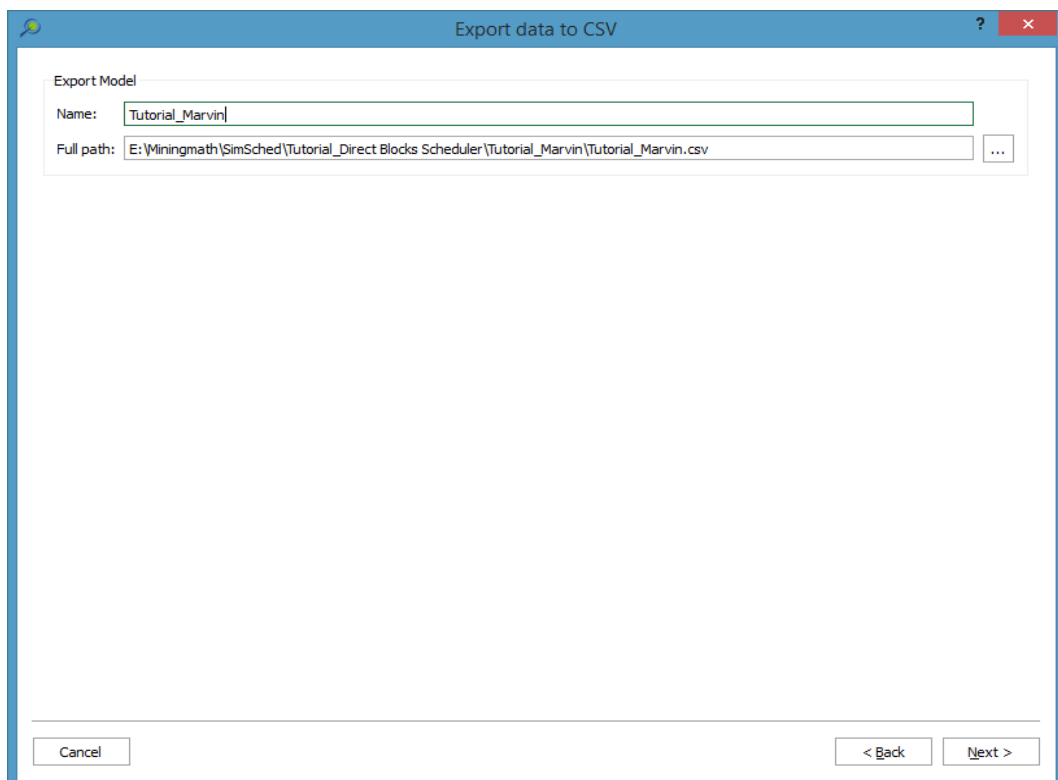 Export data to CSV ?
Export Model
Name: Tutorial_Marvin
Full path: E:\Miningmath\SimSched\Tutorial_Direct Blocks Scheduler\Tutorial_Marvin\Tutorial_Marvin.csv ...
Cancel < Back Next >